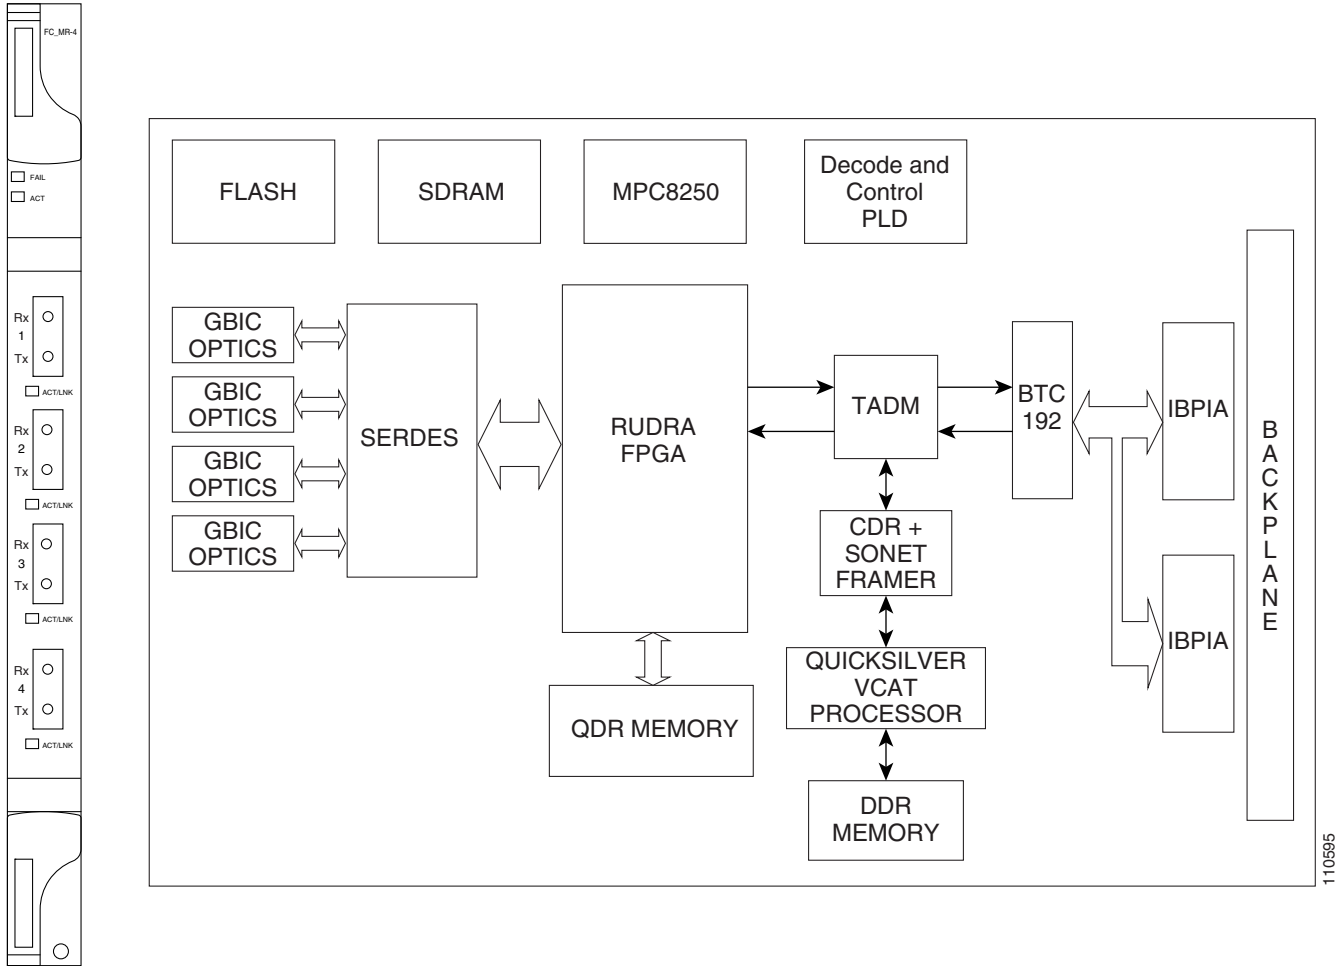 FC_MR-4
FAIL
ACT
Rx
1
Tx
ACT/LNK
Rx
2
Tx
ACT/LNK
Rx
3
Tx
ACT/LNK
Rx
4
Tx
ACT/LNK
FLASH
SDRAM
MPC8250
Decode and
Control
PLD
GBIC
OPTICS
GBIC
OPTICS
GBIC
OPTICS
GBIC
OPTICS
SERDES
RUDRA
FPGA
QDR MEMORY
TADM
CDR +
SONET
FRAMER
QUICKSILVER
VCAT
PROCESSOR
DDR
MEMORY
BTC
192
IBPIA
IBPIA
BACKPLANE
110595